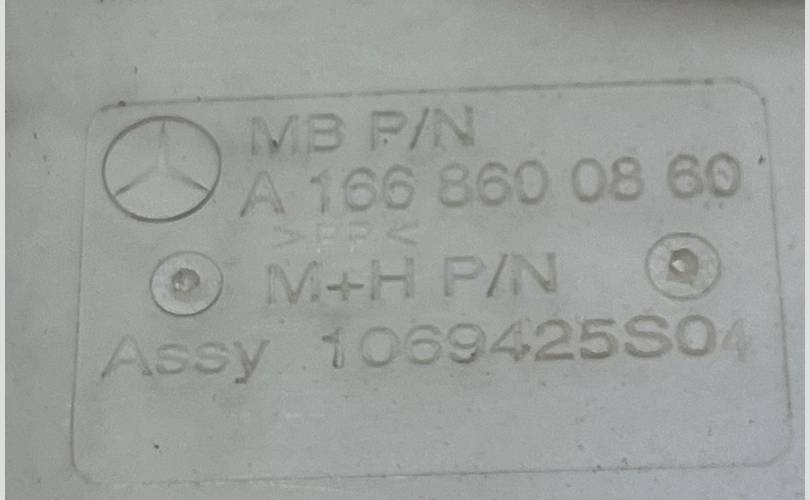 MB P/N
A 166 860 08 60
>PP<
M+H P/N
Assy 1069425S04